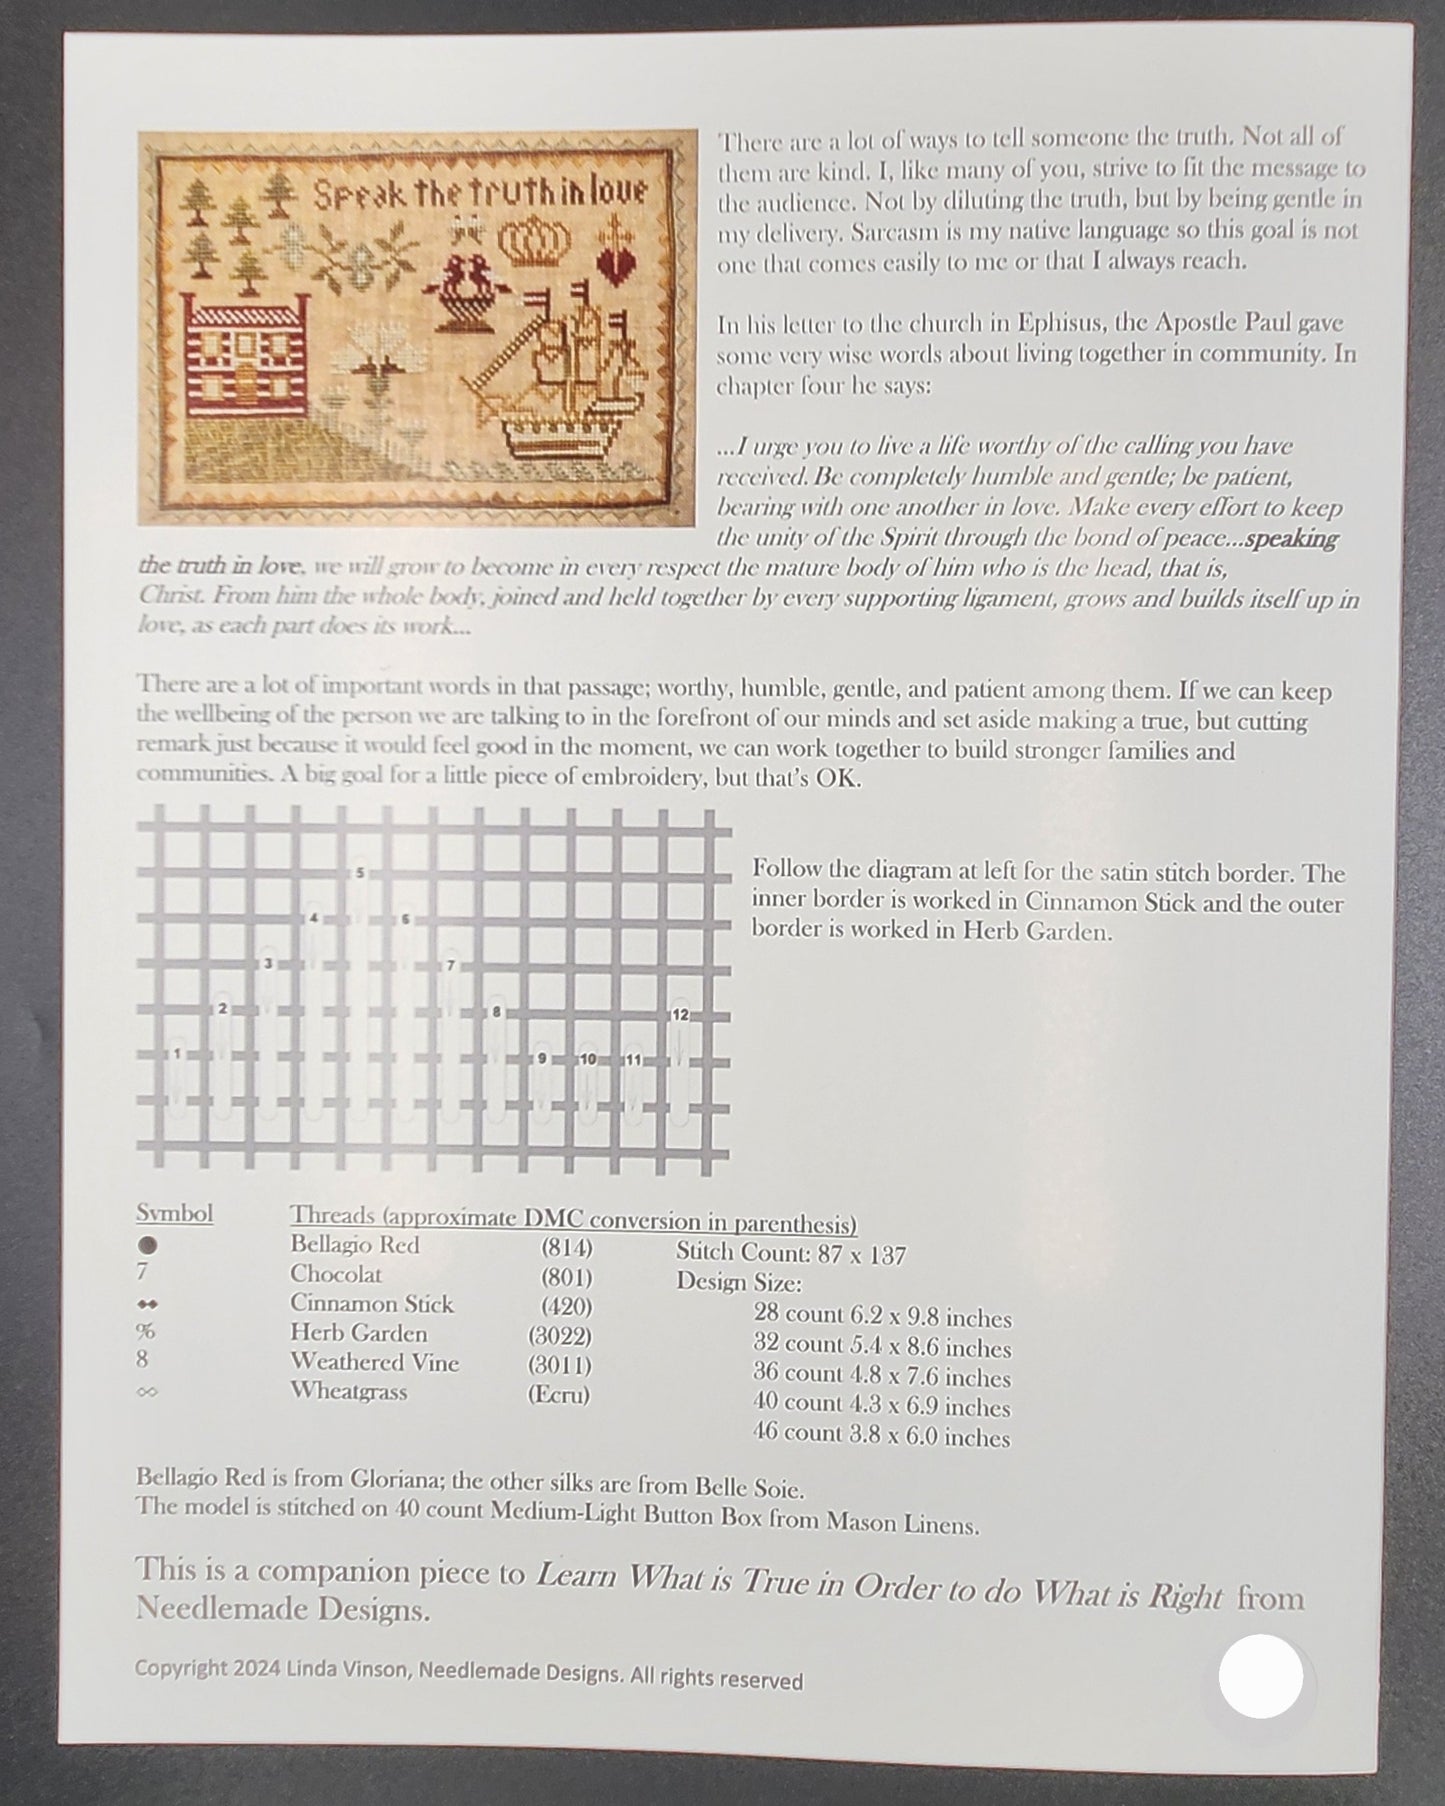 Speak the truth in love
There are a lot of ways to tell someone the truth. Not all of
them are kind. I, like many of you, strive to fit the message to
the audience. Not by diluting the truth, but by being gentle in
my delivery. Sarcasm is my native language so this goal is not
one that comes easily to me or that I always reach.
In his letter to the church in Ephisus, the Apostle Paul gave
some very wise words about living together in community. In
chapter four he says:
...I urge you to live a life worthy of the calling you have
received. Be completely humble and gentle; be patient,
bearing with one another in love. Make every effort to keep
the unity of the Spirit through the bond of peace...speaking
the truth in love, we will grow to become in every respect the mature body of him who is the head, that is,
Christ. From him the whole body, joined and held together by every supporting ligament, grows and builds itself up in
love, as each part does its work...
There are a lot of important words in that passage; worthy, humble, gentle, and patient among them. If we can keep
the wellbeing of the person we are talking to in the forefront of our minds and set aside making a true, but cutting
remark just because it would feel good in the moment, we can work together to build stronger families and
communities. A big goal for a little piece of embroidery, but that's OK.
5
4 6
3 7
2 8 12
1 9 10 11
Follow the diagram at left for the satin stitch border. The
inner border is worked in Cinnamon Stick and the outer
border is worked in Herb Garden.
Symbol Threads (approximate DMC conversion in parenthesis)
● Bellagio Red (814) Stitch Count: 87 x 137
7 Chocolat (801) Design Size:
Cinnamon Stick (420) 28 count 6.2 x 9.8 inches
% Herb Garden (3022) 32 count 5.4 x 8.6 inches
8 Weathered Vine (3011) 36 count 4.8 x 7.6 inches
Wheatgrass (Ecru) 40 count 4.3 x 6.9 inches
46 count 3.8 x 6.0 inches
Bellagio Red is from Gloriana; the other silks are from Belle Soie.
The model is stitched on 40 count Medium-Light Button Box from Mason Linens.
This is a companion piece to Learn What is True in Order to do What is Right from
Needlemade Designs.
Copyright 2024 Linda Vinson, Needlemade Designs. All rights reserved